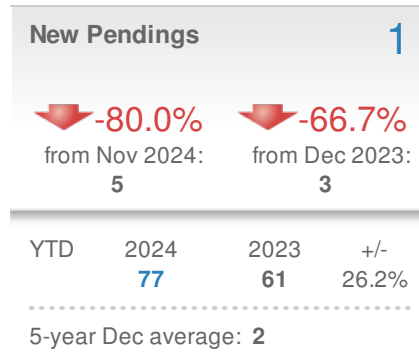 New Pendings 1
-80.0% -66.7%
from Nov 2024: from Dec 2023:
5 3
YTD 2024 2023 +/-
77 61 26.2%
5-year Dec average: 2